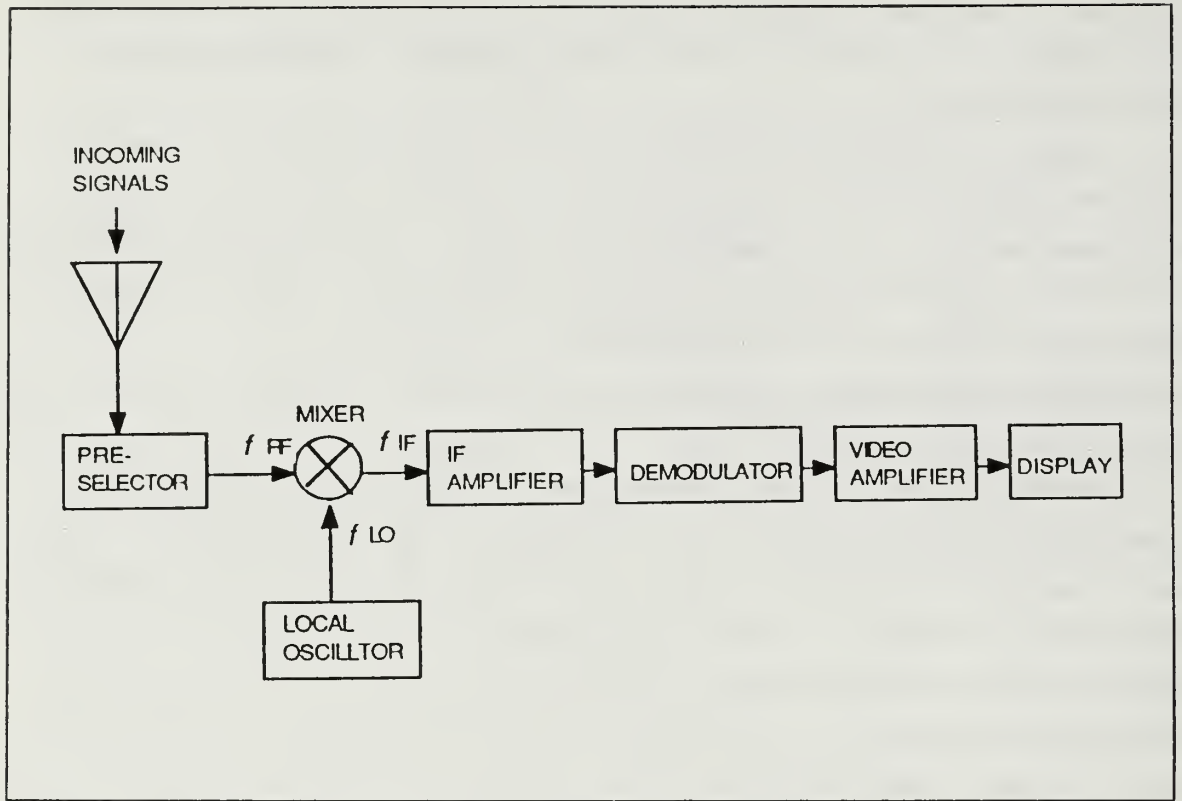 INCOMING
SIGNALS
PRE-
SELECTOR
f RF
MIXER
f IF
IF
AMPLIFIER
DEMODULATOR
VIDEO
AMPLIFIER
DISPLAY
f LO
LOCAL
OSCILLTOR